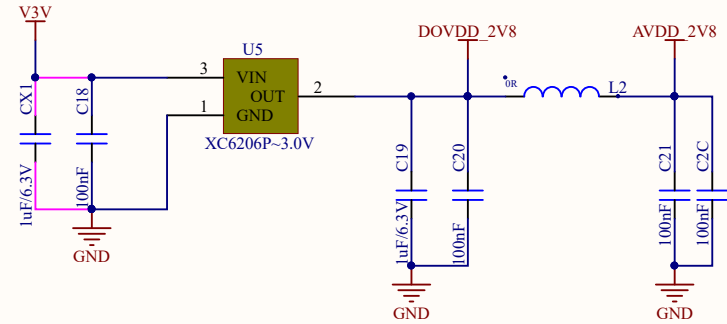 V3V
DOVDD_2V8
AVDD_2V8
U5
3
VIN
OUT
2
1
GND
XC6206P~3.0V
0R
L2
CX1
1uF/6.3V
C18
100nF
C19
1uF/6.3V
C20
100nF
C21
100nF
C2C
100nF
GND
GND
GND